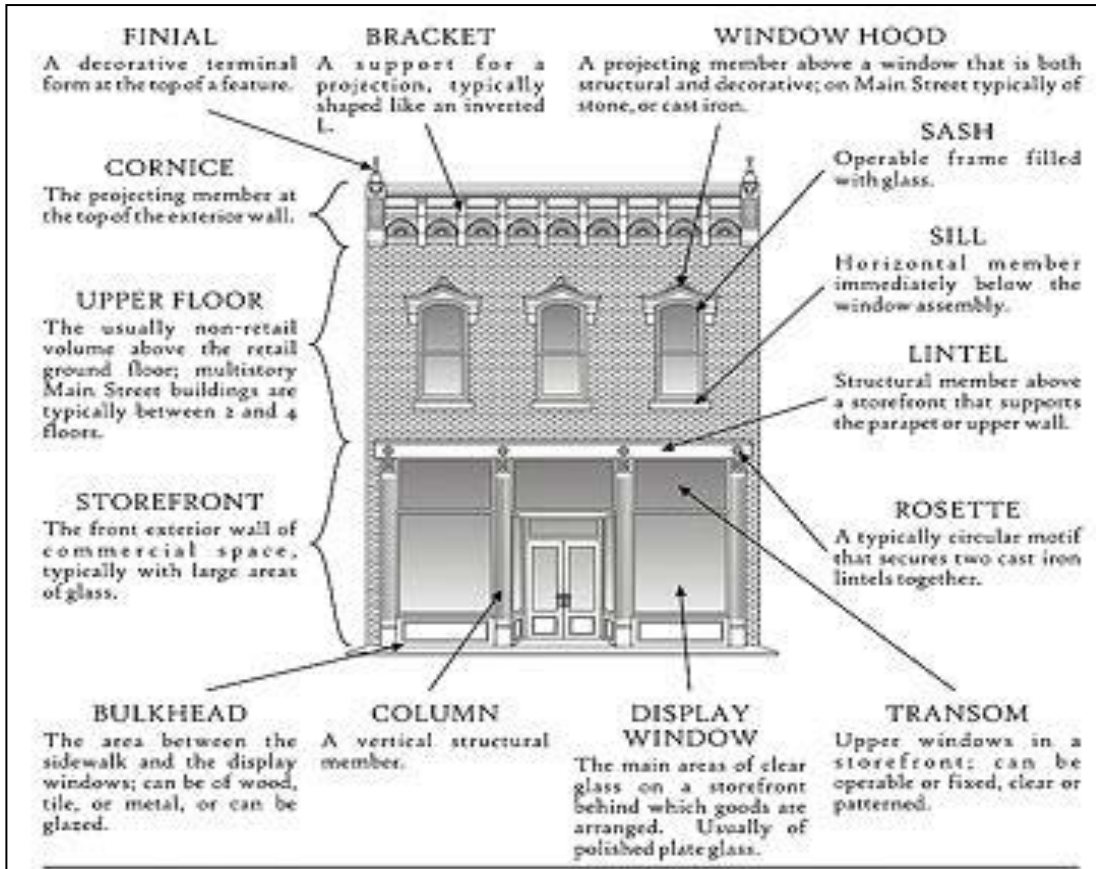 FINIAL
A decorative terminal
form at the top of a feature.
BRACKET
A support for a
projection, typically
shaped like an inverted
L.
WINDOW HOOD
A projecting member above a window that is both
structural and decorative; on Main Street typically of
stone, or cast iron.
SASH
Operable frame filled
with glass.
CORNICE
The projecting member at
the top of the exterior wall.
SILL
Horizontal member
immediately below the
window assembly.
UPPER FLOOR
The usually non-retail
volume above the retail
ground floor; multistory
Main Street buildings are
typically between 2 and 4
floors.
LINTEL
Structural member above
a storefront that supports
the parapet or upper wall.
STOREFRONT
The front exterior wall of
commercial space,
typically with large areas
of glass.
ROSETTE
A typically circular motif
that secures two cast iron
lintels together.
BULKHEAD
The area between the
sidewalk and the display
windows; can be of wood,
tile, or metal, or can be
glazed.
COLUMN
A vertical structural
member.
DISPLAY
WINDOW
The main areas of clear
glass on a storefront
behind which goods are
arranged. Usually of
polished plate glass.
TRANSOM
Upper windows in a
storefront; can be
operable or fixed, clear or
patterned.